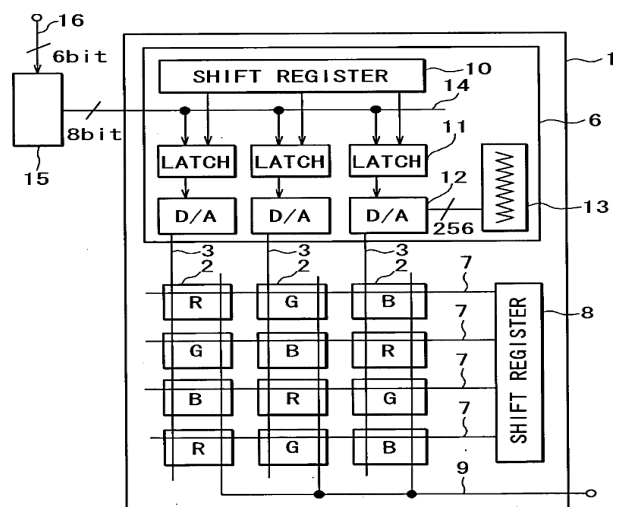 16
6bit
SHIFT REGISTER
10
1
14
6
8bit
15
LATCH LATCH LATCH
11
12
D/A D/A D/A
256
13
3 3 3
2 2 2
R G B
7
8
G B R
7
B R G
7
R G B
7
SHIFT REGISTER
9